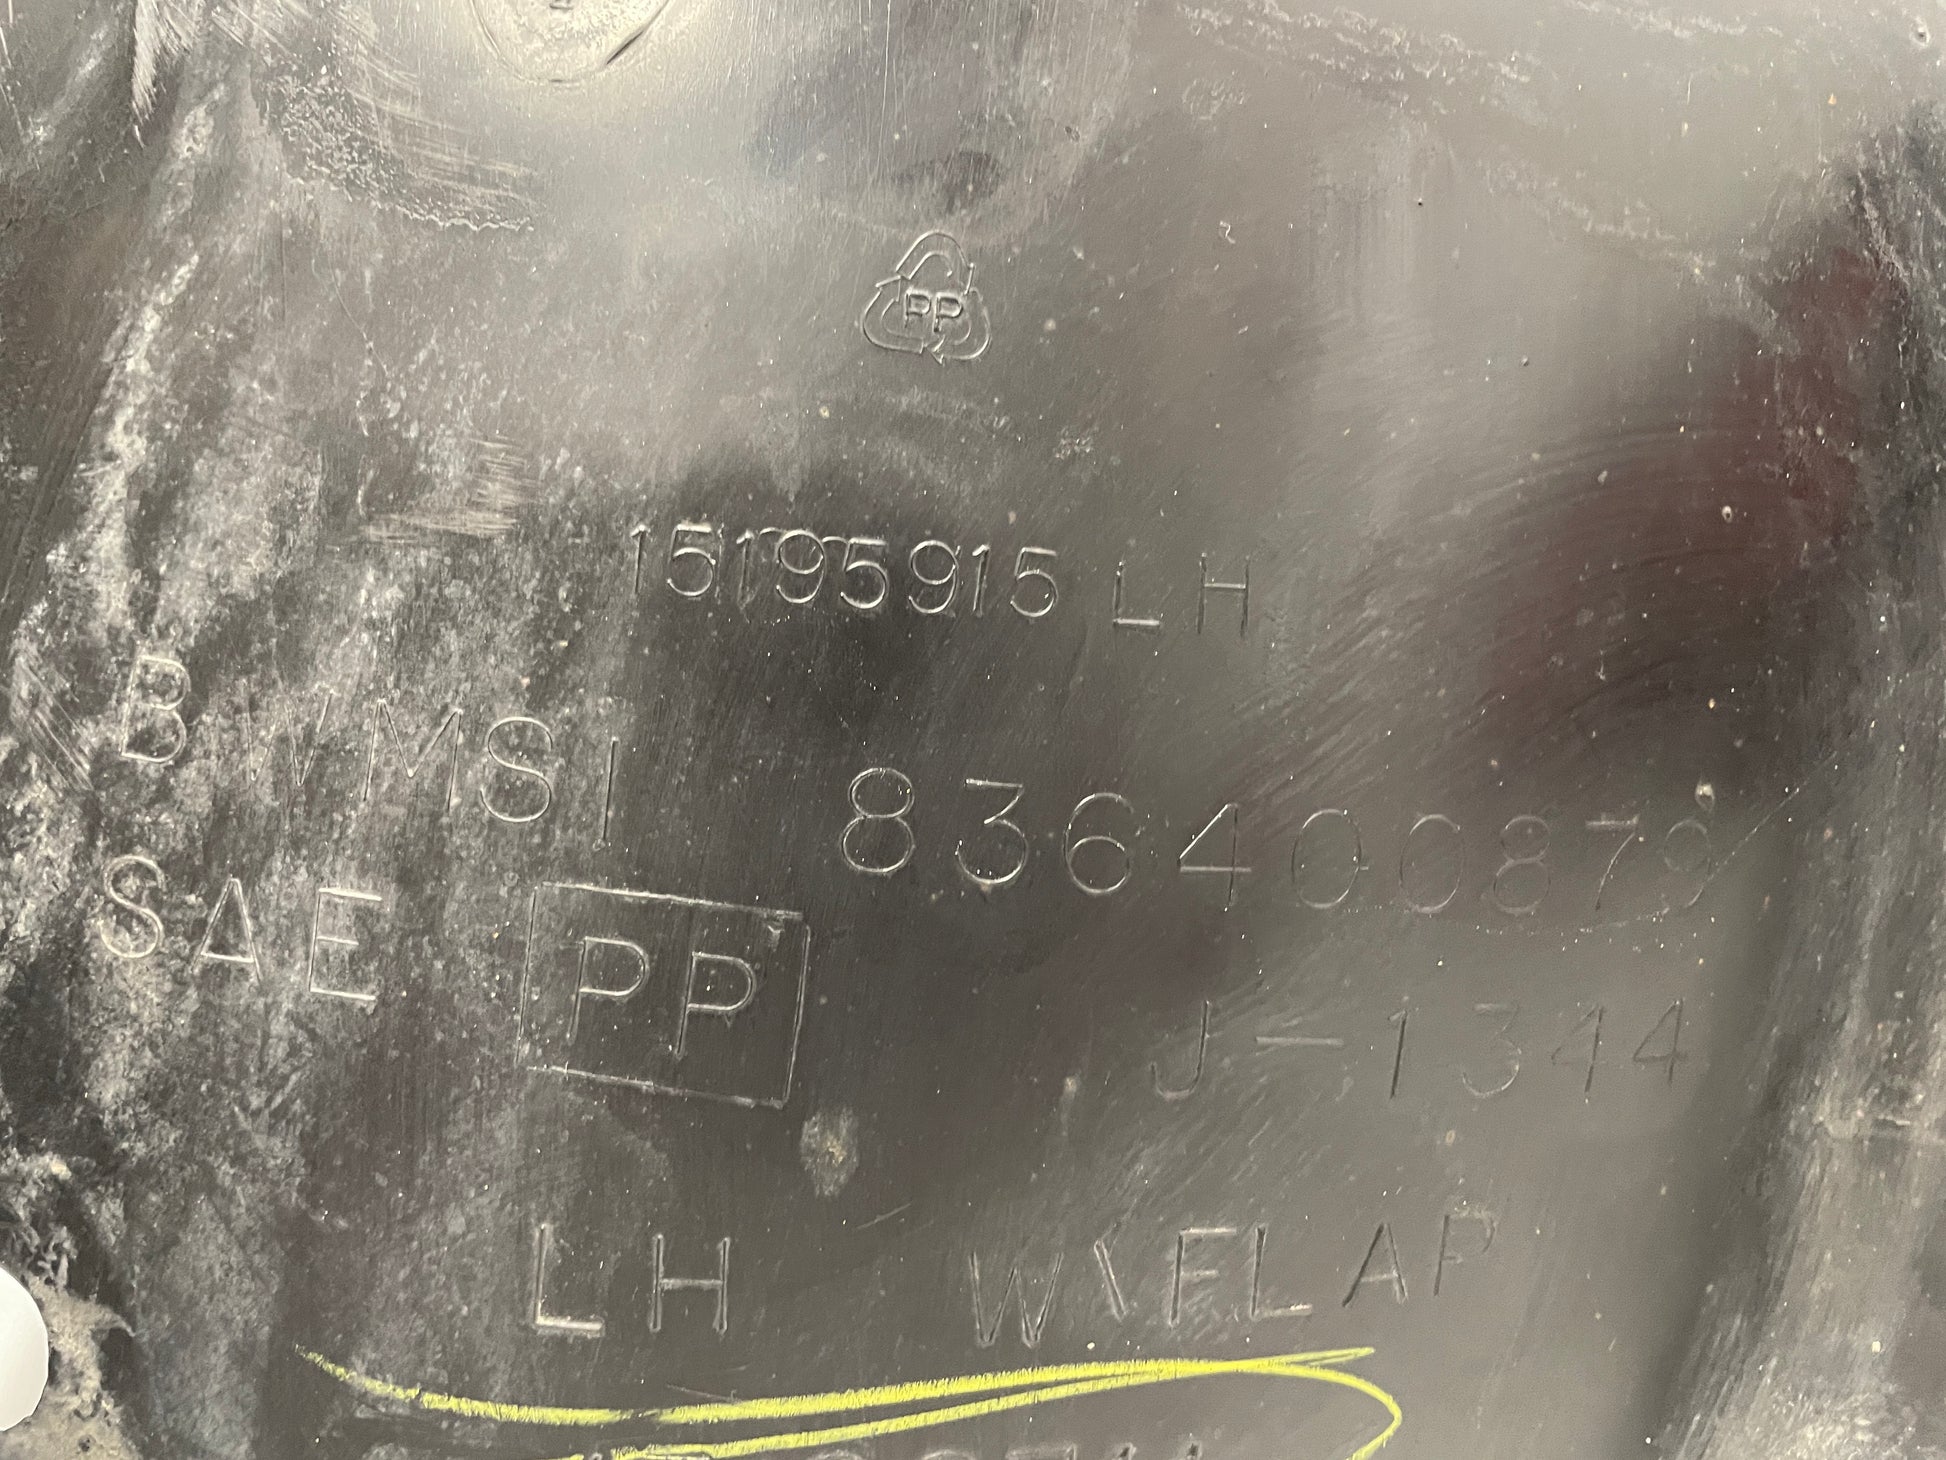 PP
15195915 LH
BWMSI 836400879
SAE PP J-1344
LH W\FLAP